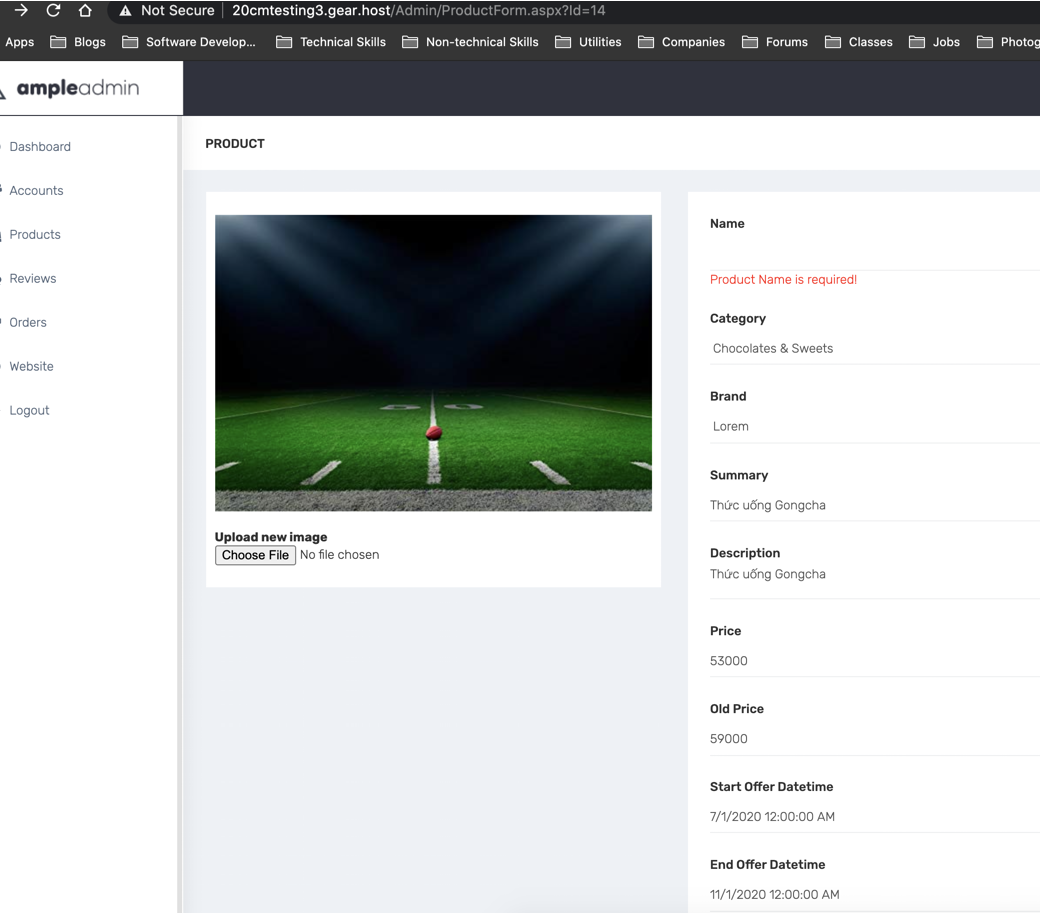 Not Secure | 20cmtesting3.gear.host/Admin/ProductForm.aspx?Id=14
Apps Blogs Software Develop... Technical Skills Non-technical Skills Utilities Companies Forums Classes Jobs Photog
ampleadmin
Dashboard
Accounts
Products
Reviews
Orders
Website
Logout
PRODUCT
5 0
Upload new image
Choose File No file chosen
Name
Product Name is required!
Category
Chocolates & Sweets
Brand
Lorem
Summary
Thức uống Gongcha
Description
Thức uống Gongcha
Price
53000
Old Price
59000
Start Offer Datetime
7/1/2020 12:00:00 AM
End Offer Datetime
11/1/2020 12:00:00 AM